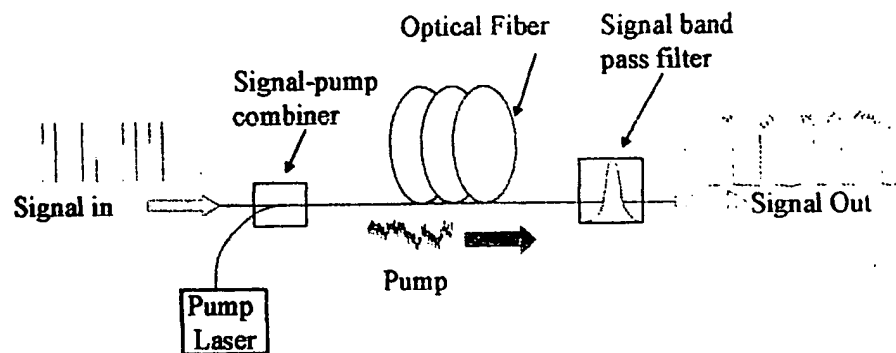 Optical Fiber
Signal band
pass filter
Signal-pump
combiner
Signal in
Signal Out
Pump
Pump
Laser